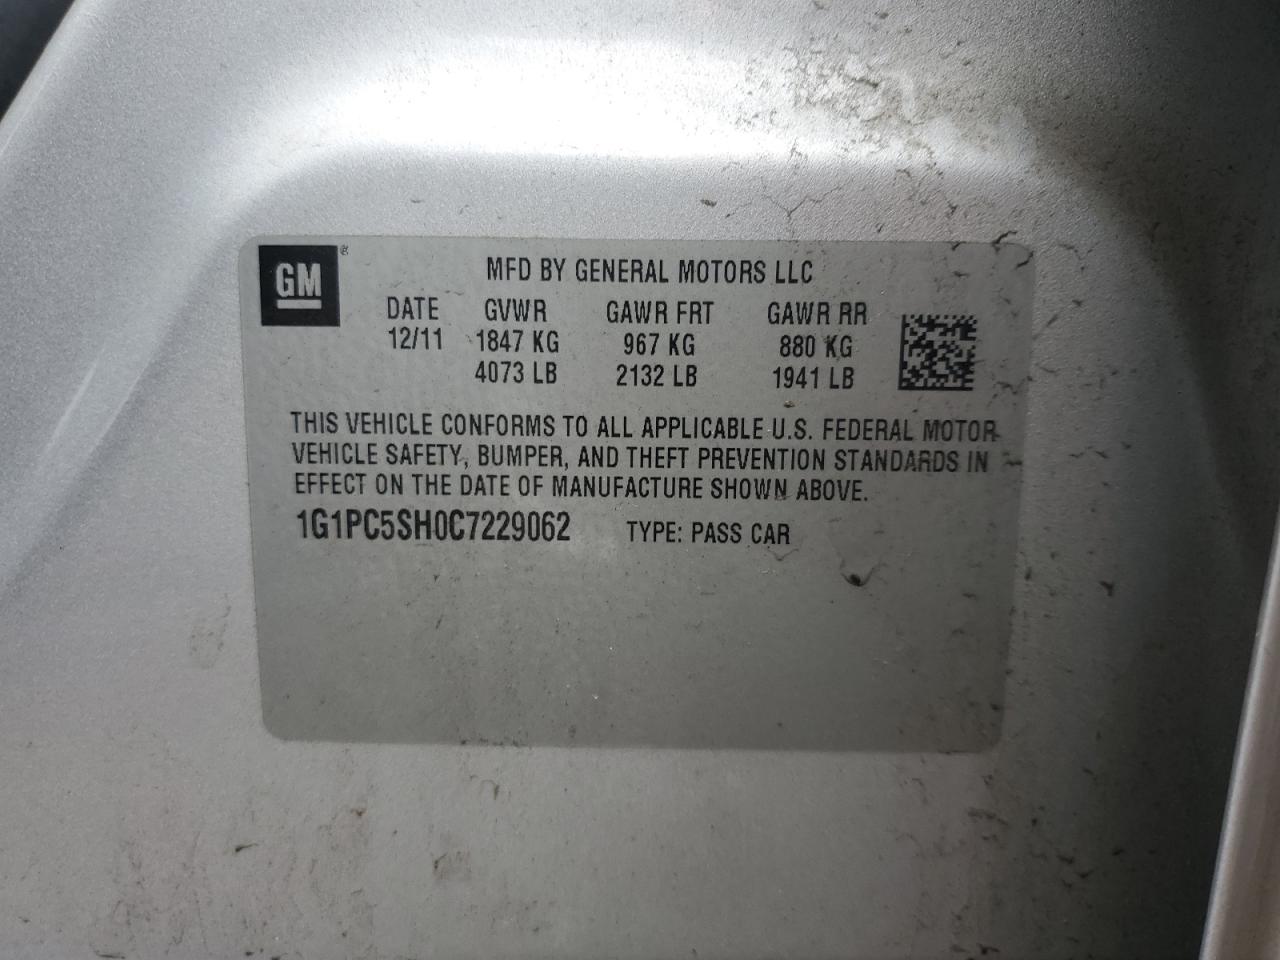 GM ®
MFD BY GENERAL MOTORS LLC
DATE GVWR GAWR FRT GAWR RR
12/11 1847 KG 967 KG 880 KG
4073 LB 2132 LB 1941 LB
THIS VEHICLE CONFORMS TO ALL APPLICABLE U.S. FEDERAL MOTOR
VEHICLE SAFETY, BUMPER, AND THEFT PREVENTION STANDARDS IN
EFFECT ON THE DATE OF MANUFACTURE SHOWN ABOVE.
1G1PC5SH0C7229062 TYPE: PASS CAR